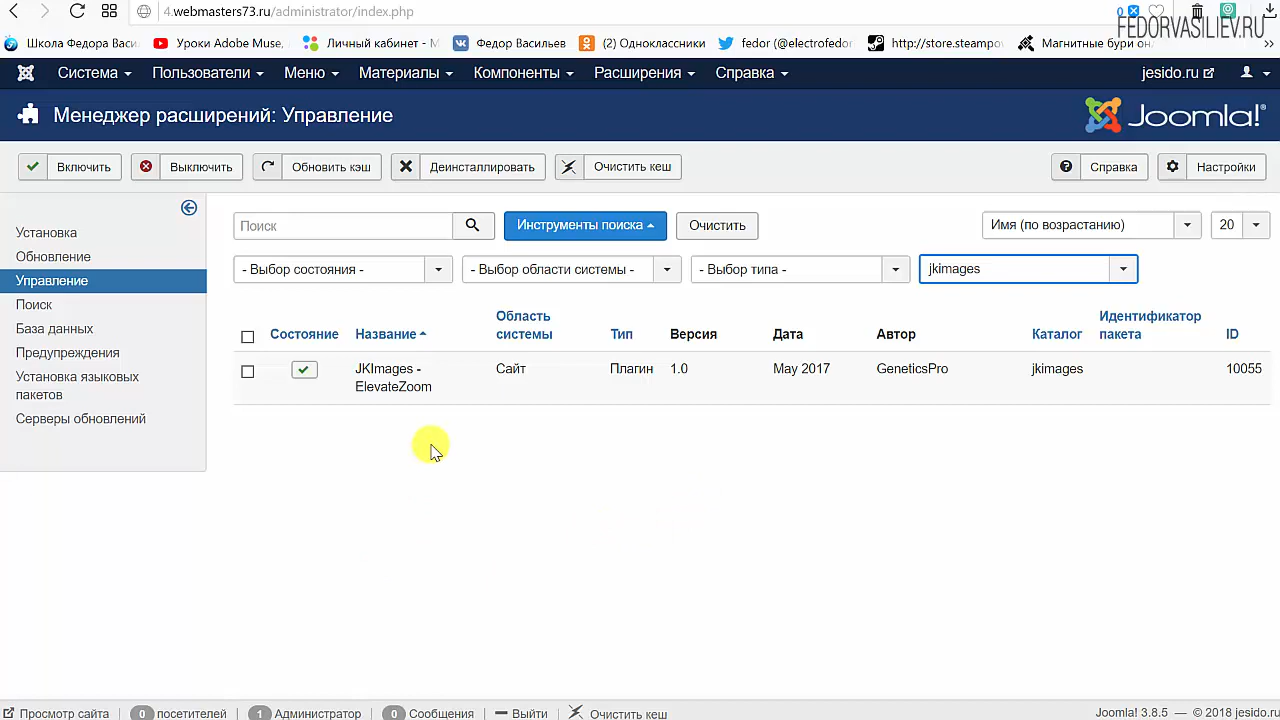 4.webmasters73.ru/administrator/index.php
0
FEDORVASILIEV.RU
Школа Федора Васи
Уроки Adobe Muse,
Личный кабинет - М
Федор Васильев
(2) Одноклассники
fedor (@electrofedor
http://store.steampo
Магнитные бури он
Система
Пользователи
Меню
Материалы
Компоненты
Расширения
Справка
jesido.ru
Менеджер расширений: Управление
Joomla!®
Включить
Выключить
Обновить кэш
Деинсталлировать
Очистить кеш
Справка
Настройки
Установка
Обновление
Управление
Поиск
База данных
Предупреждения
Установка языковых
пакетов
Серверы обновлений
Поиск
Инструменты поиска
Очистить
Имя (по возрастанию)
20
- Выбор состояния -
- Выбор области системы -
- Выбор типа -
jkimages
Состояние
Название
Область
системы
Тип
Версия
Дата
Автор
Каталог
Идентификатор
пакета
ID
JKImages -
ElevateZoom
Сайт
Плагин
1.0
May 2017
GeneticsPro
jkimages
10055
Просмотр сайта
0 посетителей
1 Администратор
0 Сообщения
Выйти
Очистить кеш
Joomla! 3.8.5 — © 2018 jesido.ru